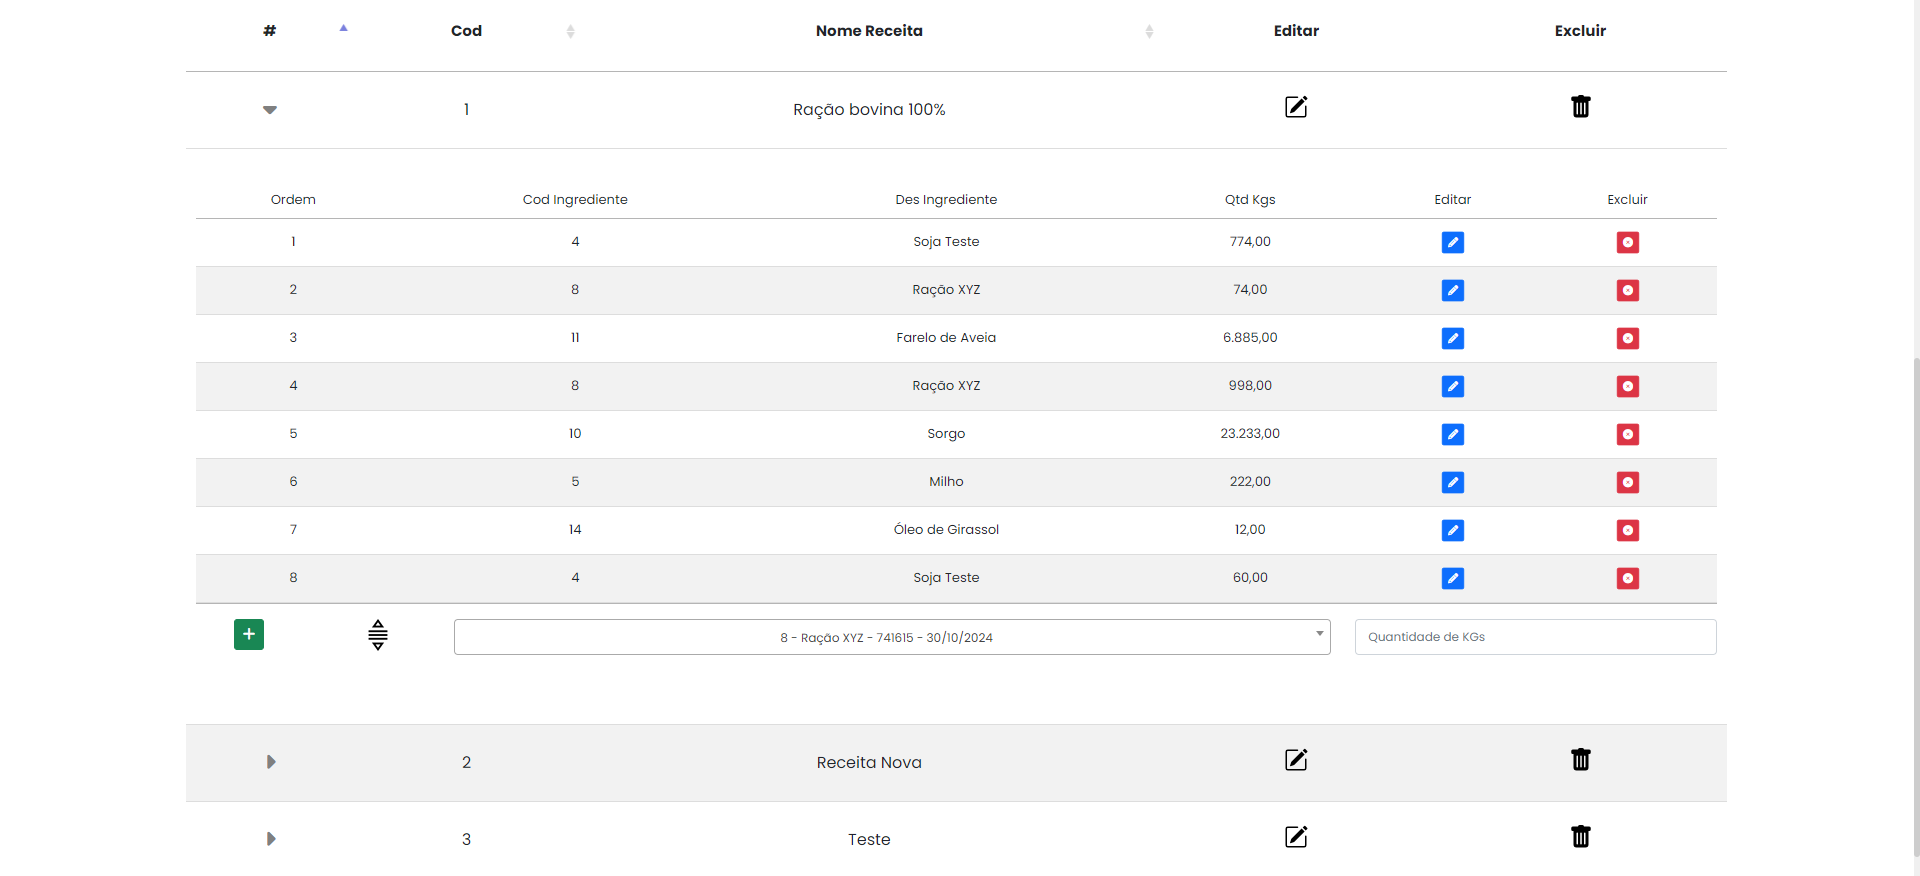 # Cod Nome Receita Editar Excluir
1 Ração bovina 100%
Ordem Cod Ingrediente Des Ingrediente Qtd Kgs Editar Excluir
1 4 Soja Teste 774,00
2 8 Ração XYZ 74,00
3 11 Farelo de Aveia 6.885,00
4 8 Ração XYZ 998,00
5 10 Sorgo 23.233,00
6 5 Milho 222,00
7 14 Óleo de Girassol 12,00
8 4 Soja Teste 60,00
8 - Ração XYZ - 741615 - 30/10/2024 Quantidade de KGs
2 Receita Nova
3 Teste